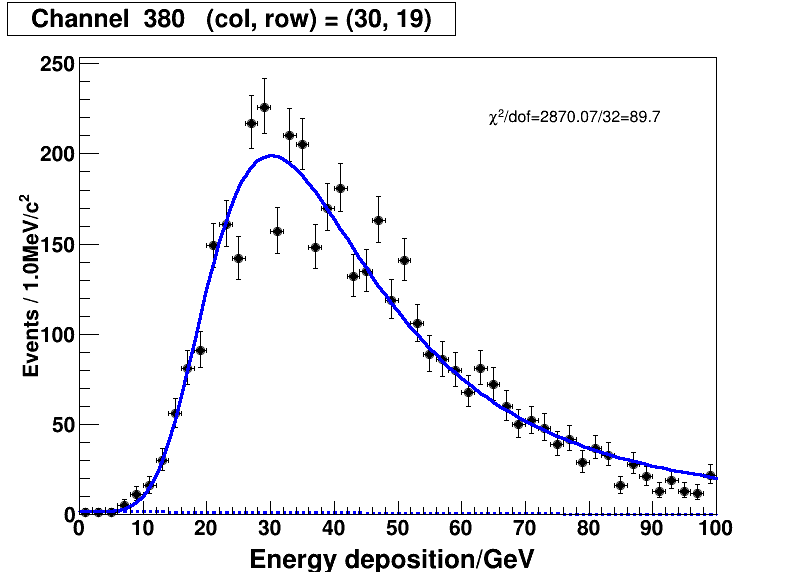 Channel 380 (col, row) = (30, 19)
χ²/dof=2870.07/32=89.7
Events / 1.0MeV/c²
250
200
150
100
50
0
0 10 20 30 40 50 60 70 80 90 100
Energy deposition/GeV